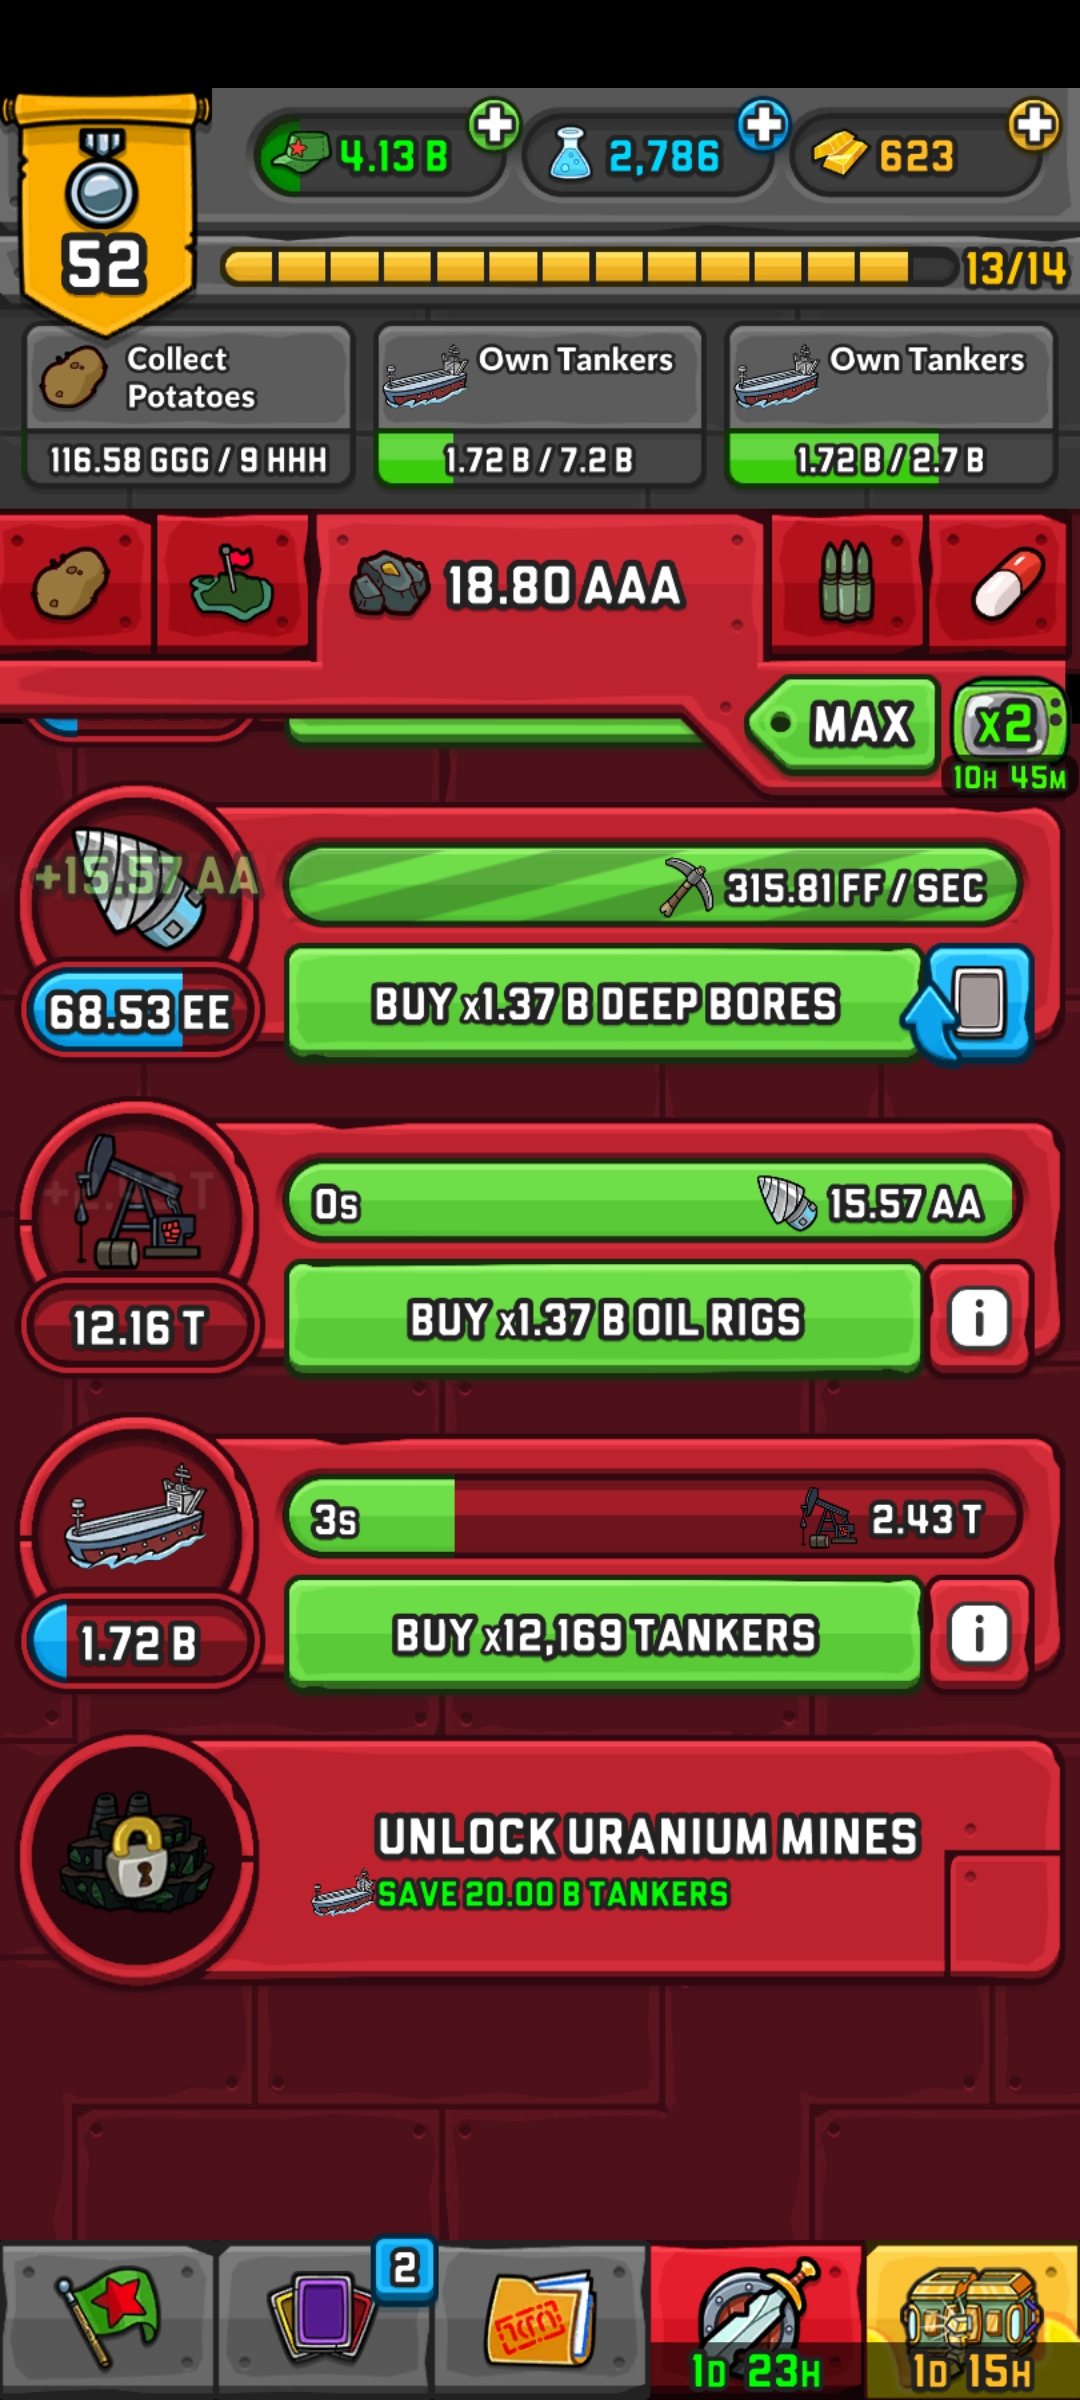 4.13 B
2,786
623
52
13/14
Collect
Potatoes
116.58 GGG / 9 HHH
Own Tankers
1.72 B / 7.2 B
Own Tankers
1.72 B / 2.7 B
18.80 AAA
MAX
x2
10H 45M
+15.57 AA
315.81 FF / SEC
68.53 EE
BUY x1.37 B DEEP BORES
0s
15.57 AA
12.16 T
BUY x1.37 B OIL RIGS
i
3s
2.43 T
1.72 B
BUY x12,169 TANKERS
i
UNLOCK URANIUM MINES
SAVE 20.00 B TANKERS
2
1D 23H
1D 15H